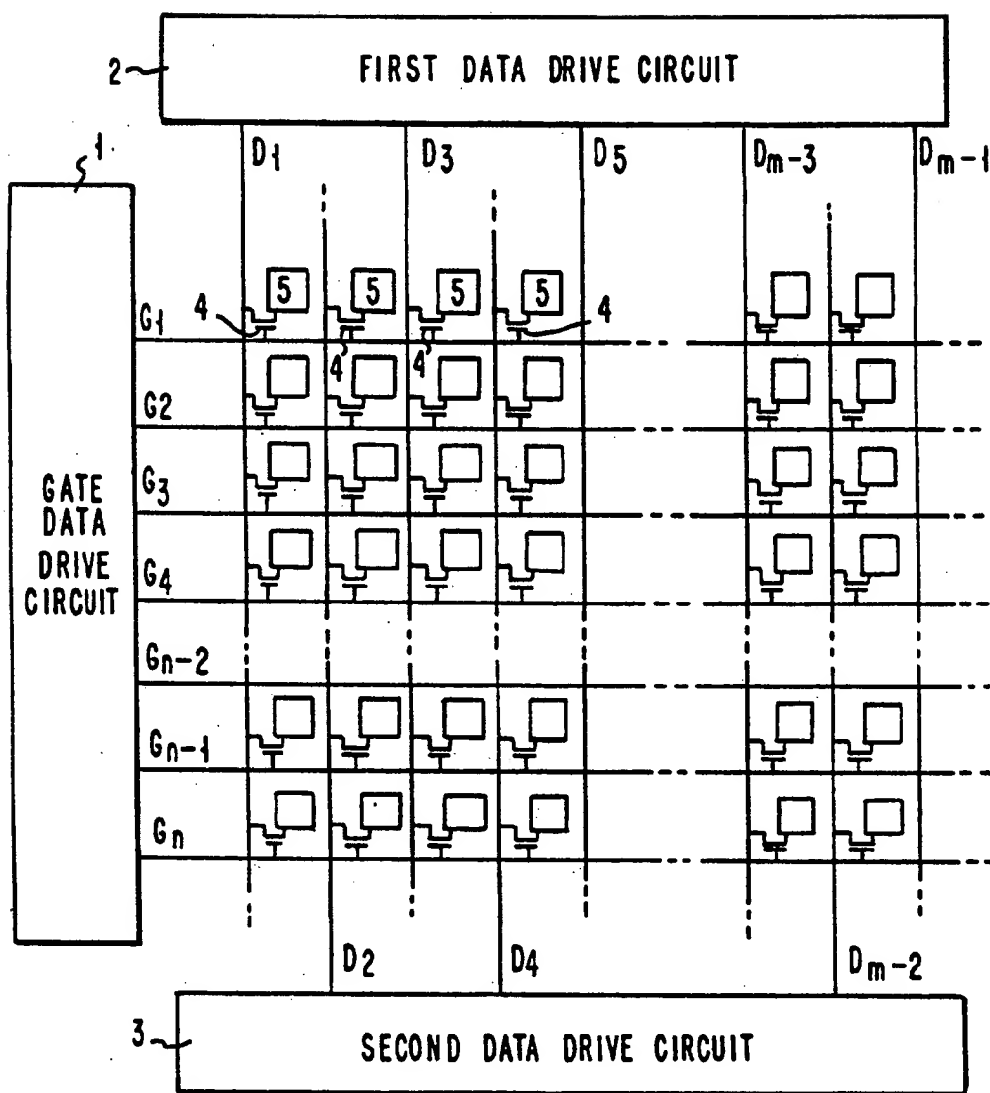 2
FIRST DATA DRIVE CIRCUIT
1
D1 D3 D5 Dm-3 Dm-1
5 5 5 5
G1 4 4 4 4
G2
G3
G4
GATE
DATA
DRIVE
CIRCUIT
Gn-2
Gn-1
Gn
D2 D4 Dm-2
3
SECOND DATA DRIVE CIRCUIT